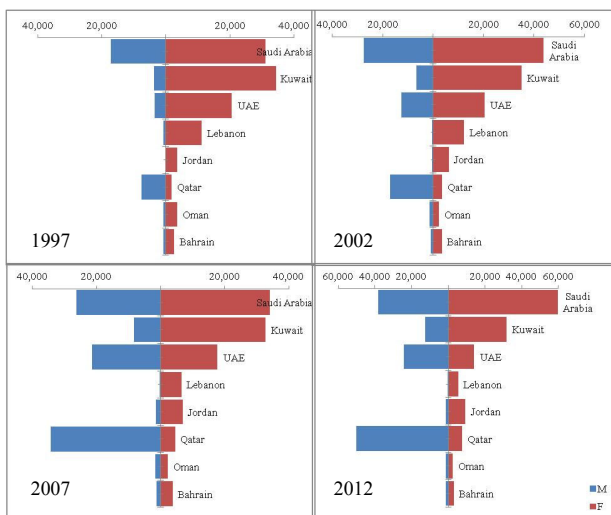 40,000 20,000 20,000 40,000
Saudi Arabia
Kuwait
UAE
Lebanon
Jordan
Qatar
Oman
Bahrain
1997
40,000 20,000 20,000 40,000 60,000
Saudi
Arabia
Kuwait
UAE
Lebanon
Jordan
Qatar
Oman
Bahrain
2002
40,000 20,000 20,000 40,000
Saudi Arabia
Kuwait
UAE
Lebanon
Jordan
Qatar
Oman
Bahrain
2007
60,000 40,000 20,000 20,000 40,000 60,000
Saudi
Arabia
Kuwait
UAE
Lebanon
Jordan
Qatar
Oman
Bahrain
2012
M
F